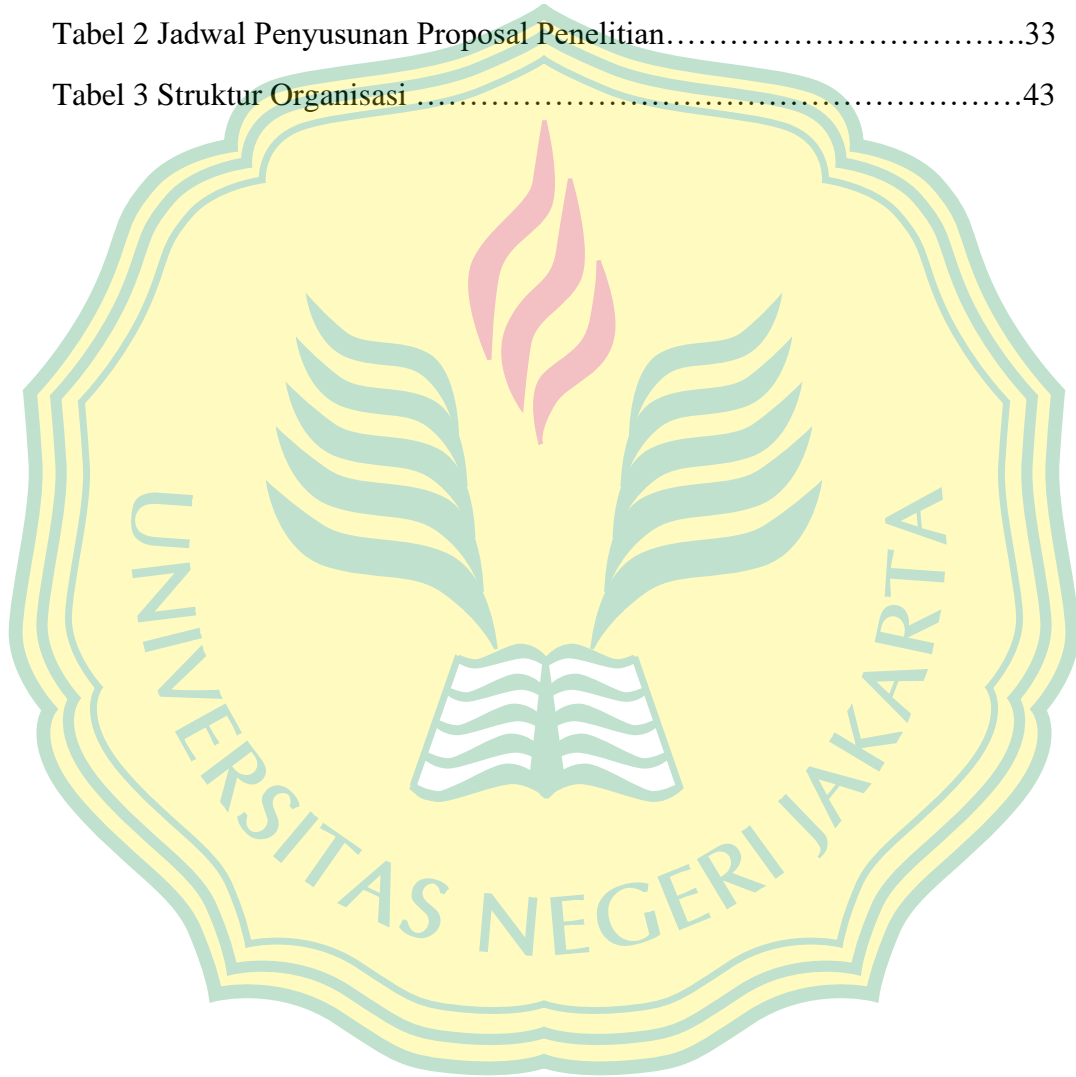 Tabel 2 Jadwal Penyusunan Proposal Penelitian……………………………….33
Tabel 3 Struktur Organisasi ……………………………………………………43
UNIVERSITAS NEGERI JAKARTA